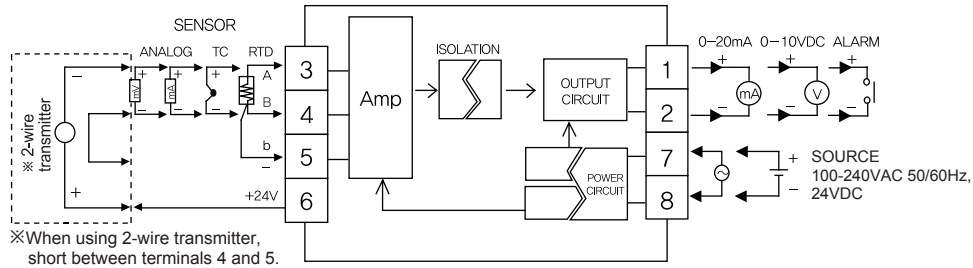 SENSOR
ANALOG TC RTD
ISOLATION
0-20mA 0-10VDC ALARM
※ 2-wire
transmitter
− + mV −
+ mA −
+ −
A
B
b
−
+
+24V
3
4
5
6
Amp
OUTPUT
CIRCUIT
POWER
CIRCUIT
1
2
7
8
+ mA −
+ V −
+ −
+
−
SOURCE
100-240VAC 50/60Hz,
24VDC
※When using 2-wire transmitter,
short between terminals 4 and 5.